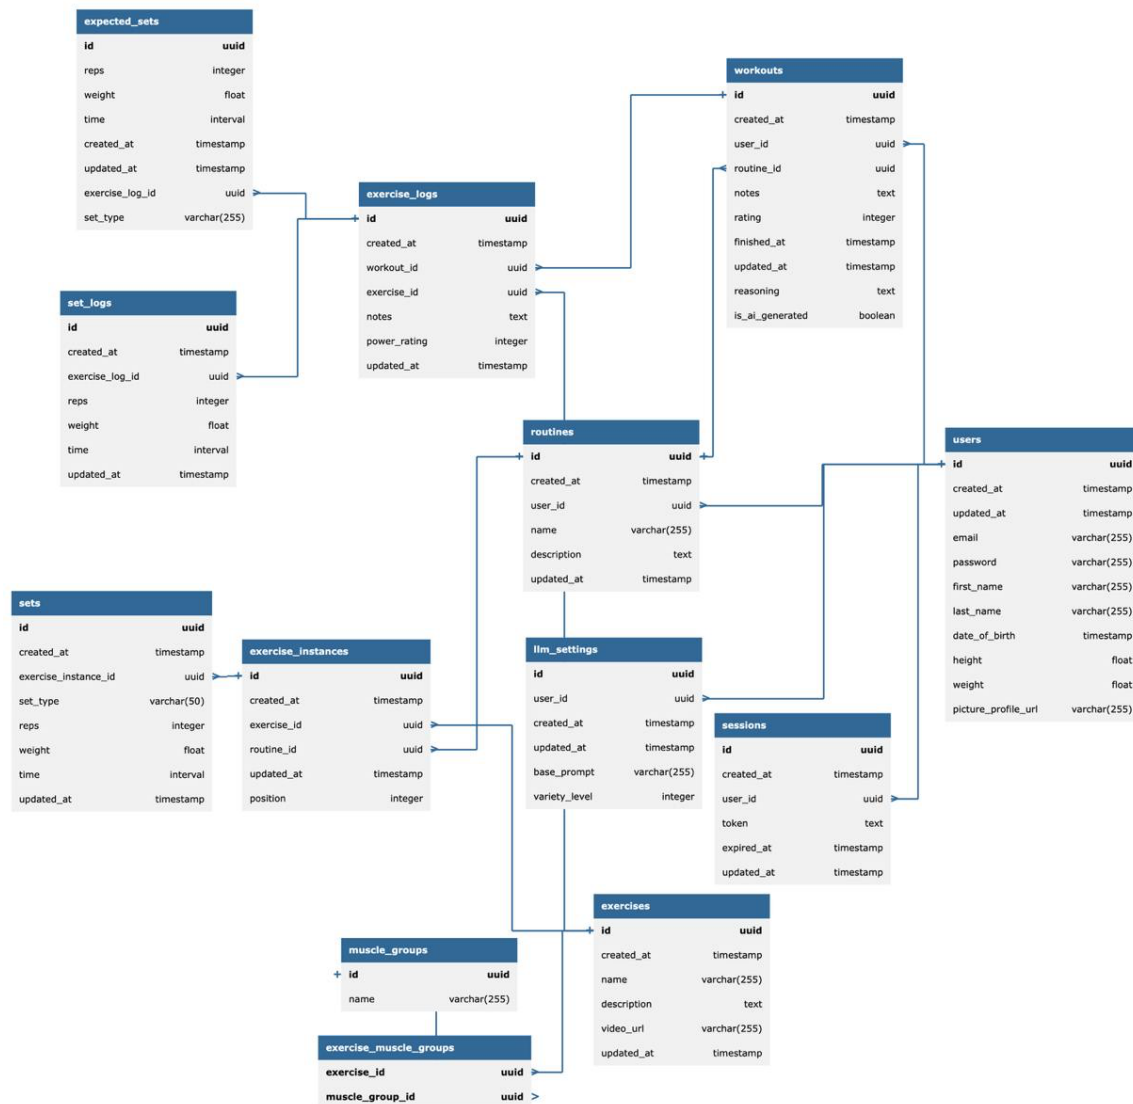 expected_sets
id uuid
reps integer
weight float
time interval
created_at timestamp
updated_at timestamp
exercise_log_id uuid
set_type varchar(255)
workouts
id uuid
created_at timestamp
user_id uuid
routine_id uuid
notes text
rating integer
finished_at timestamp
updated_at timestamp
reasoning text
is_ai_generated boolean
exercise_logs
id uuid
created_at timestamp
workout_id uuid
exercise_id uuid
notes text
power_rating integer
updated_at timestamp
set_logs
id uuid
created_at timestamp
exercise_log_id uuid
reps integer
weight float
time interval
updated_at timestamp
routines
id uuid
created_at timestamp
user_id uuid
name varchar(255)
description text
updated_at timestamp
users
id uuid
created_at timestamp
updated_at timestamp
email varchar(255)
password varchar(255)
first_name varchar(255)
last_name varchar(255)
date_of_birth timestamp
height float
weight float
picture_profile_url varchar(255)
sets
id uuid
created_at timestamp
exercise_instance_id uuid
set_type varchar(50)
reps integer
weight float
time interval
updated_at timestamp
exercise_instances
id uuid
created_at timestamp
exercise_id uuid
routine_id uuid
updated_at timestamp
position integer
llm_settings
id uuid
user_id uuid
created_at timestamp
updated_at timestamp
base_prompt varchar(255)
variety_level integer
sessions
id uuid
created_at timestamp
user_id uuid
token text
expired_at timestamp
updated_at timestamp
exercises
id uuid
created_at timestamp
name varchar(255)
description text
video_url varchar(255)
updated_at timestamp
muscle_groups
id uuid
name varchar(255)
exercise_muscle_groups
exercise_id uuid
muscle_group_id uuid